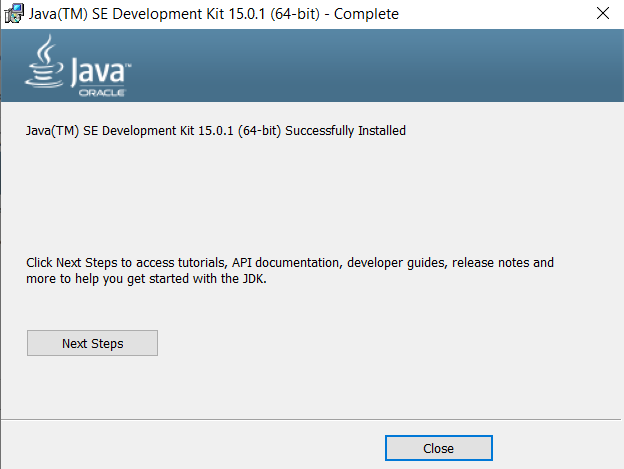 Java(TM) SE Development Kit 15.0.1 (64-bit) - Complete
Java™
ORACLE
Java(TM) SE Development Kit 15.0.1 (64-bit) Successfully Installed
Click Next Steps to access tutorials, API documentation, developer guides, release notes and
more to help you get started with the JDK.
Next Steps
Close